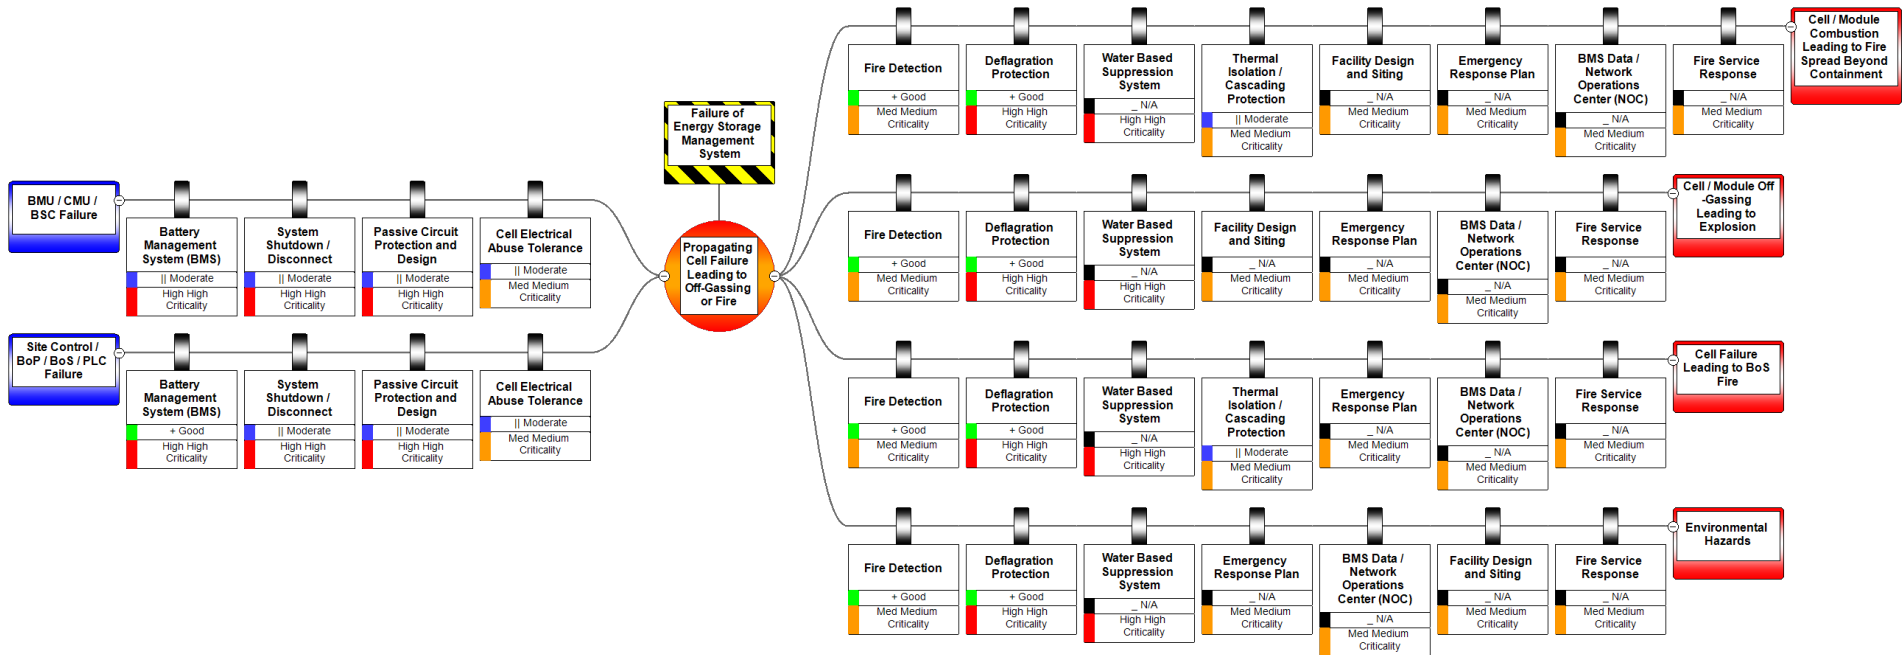 Failure of
Energy Storage
Management
System
Propagating
Cell Failure
Leading to
Off-Gassing
or Fire
BMU / CMU /
BSC Failure
Battery
Management
System (BMS)
|| Moderate
High High
Criticality
System
Shutdown /
Disconnect
|| Moderate
High High
Criticality
Passive Circuit
Protection and
Design
|| Moderate
High High
Criticality
Cell Electrical
Abuse Tolerance
|| Moderate
Med Medium
Criticality
Site Control /
BoP / BoS / PLC
Failure
Battery
Management
System (BMS)
+ Good
High High
Criticality
System
Shutdown /
Disconnect
|| Moderate
High High
Criticality
Passive Circuit
Protection and
Design
|| Moderate
High High
Criticality
Cell Electrical
Abuse Tolerance
|| Moderate
Med Medium
Criticality
Fire Detection
+ Good
Med Medium
Criticality
Deflagration
Protection
+ Good
High High
Criticality
Water Based
Suppression
System
_ N/A
High High
Criticality
Thermal
Isolation /
Cascading
Protection
|| Moderate
Med Medium
Criticality
Facility Design
and Siting
_ N/A
Med Medium
Criticality
Emergency
Response Plan
_ N/A
Med Medium
Criticality
BMS Data /
Network
Operations
Center (NOC)
_ N/A
Med Medium
Criticality
Fire Service
Response
_ N/A
Med Medium
Criticality
Cell / Module
Combustion
Leading to Fire
Spread Beyond
Containment
Fire Detection
+ Good
Med Medium
Criticality
Deflagration
Protection
+ Good
High High
Criticality
Water Based
Suppression
System
_ N/A
High High
Criticality
Facility Design
and Siting
_ N/A
Med Medium
Criticality
Emergency
Response Plan
_ N/A
Med Medium
Criticality
BMS Data /
Network
Operations
Center (NOC)
_ N/A
Med Medium
Criticality
Fire Service
Response
_ N/A
Med Medium
Criticality
Cell / Module Off
-Gassing
Leading to
Explosion
Fire Detection
+ Good
Med Medium
Criticality
Deflagration
Protection
+ Good
High High
Criticality
Water Based
Suppression
System
_ N/A
High High
Criticality
Thermal
Isolation /
Cascading
Protection
|| Moderate
Med Medium
Criticality
Emergency
Response Plan
_ N/A
Med Medium
Criticality
BMS Data /
Network
Operations
Center (NOC)
_ N/A
Med Medium
Criticality
Fire Service
Response
_ N/A
Med Medium
Criticality
Cell Failure
Leading to BoS
Fire
Fire Detection
+ Good
Med Medium
Criticality
Deflagration
Protection
+ Good
High High
Criticality
Water Based
Suppression
System
_ N/A
High High
Criticality
Emergency
Response Plan
_ N/A
Med Medium
Criticality
BMS Data /
Network
Operations
Center (NOC)
_ N/A
Med Medium
Criticality
Facility Design
and Siting
_ N/A
Med Medium
Criticality
Fire Service
Response
_ N/A
Med Medium
Criticality
Environmental
Hazards